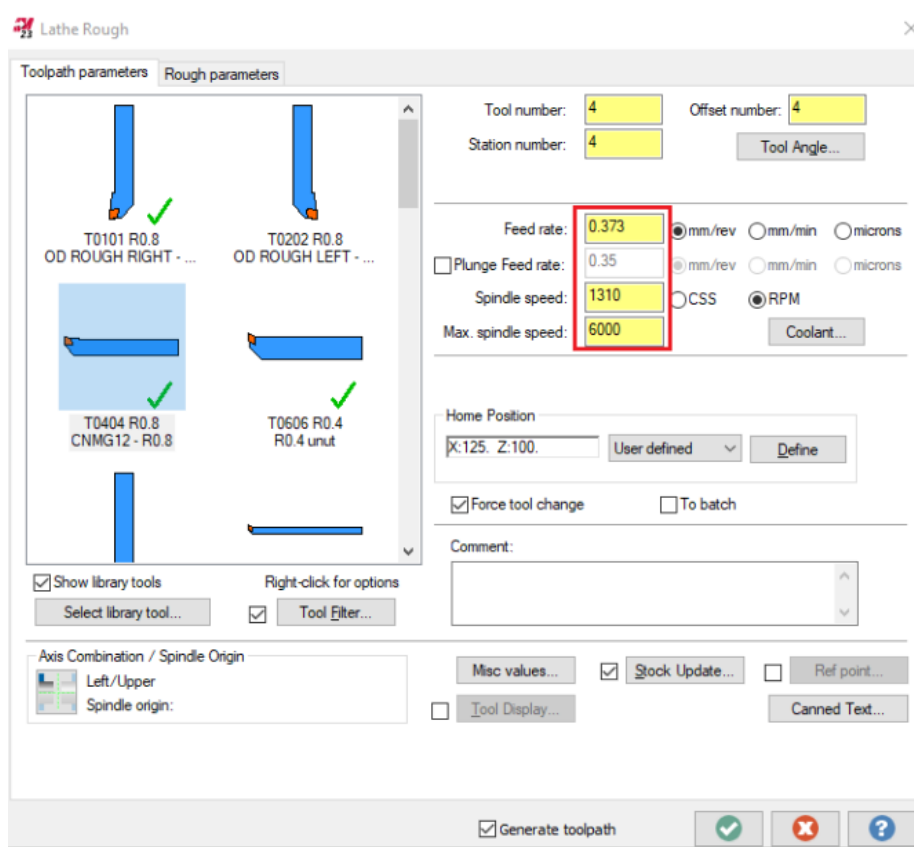 23 Lathe Rough
Toolpath parameters Rough parameters
T0101 R0.8
OD ROUGH RIGHT - ...
T0202 R0.8
OD ROUGH LEFT - ...
T0404 R0.8
CNMG12 - R0.8
T0606 R0.4
R0.4 unut
Show library tools
Right-click for options
Select library tool...
Tool Filter...
Tool number: 4 Offset number: 4
Station number: 4 Tool Angle...
Feed rate: 0.373 mm/rev mm/min microns
Plunge Feed rate: 0.35 mm/rev mm/min microns
Spindle speed: 1310 CSS RPM
Max. spindle speed: 6000 Coolant...
Home Position
X:125. Z:100. User defined Define
Force tool change To batch
Comment:
Axis Combination / Spindle Origin
Left/Upper
Spindle origin:
Misc values... Stock Update... Ref point...
Tool Display... Canned Text...
Generate toolpath ?